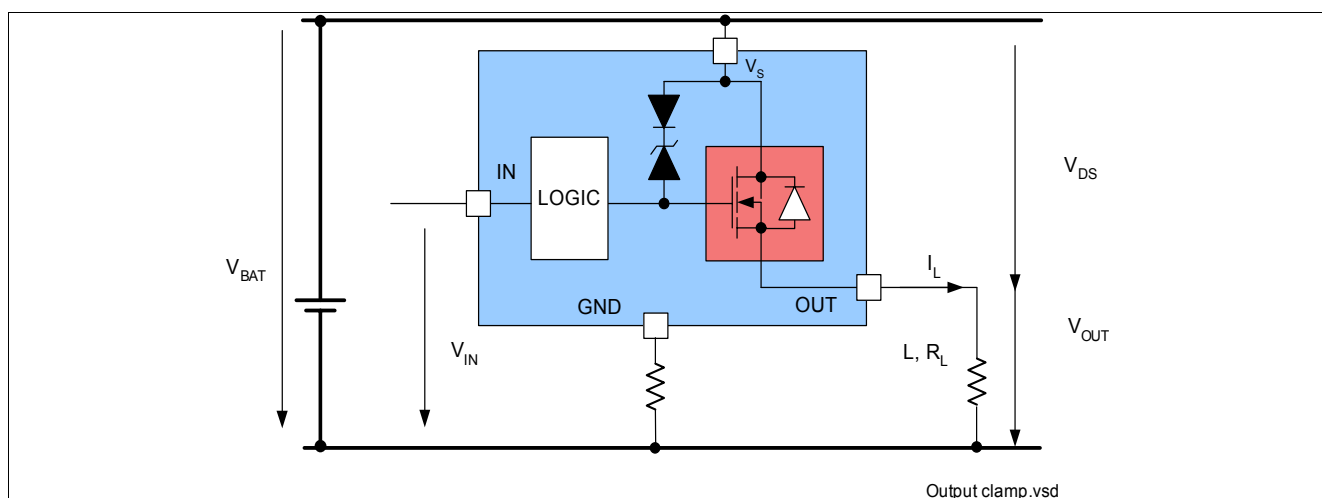 V_S
IN
LOGIC
V_DS
V_BAT
I_L
GND
OUT
V_IN
V_OUT
L, R_L
Output clamp.vsd